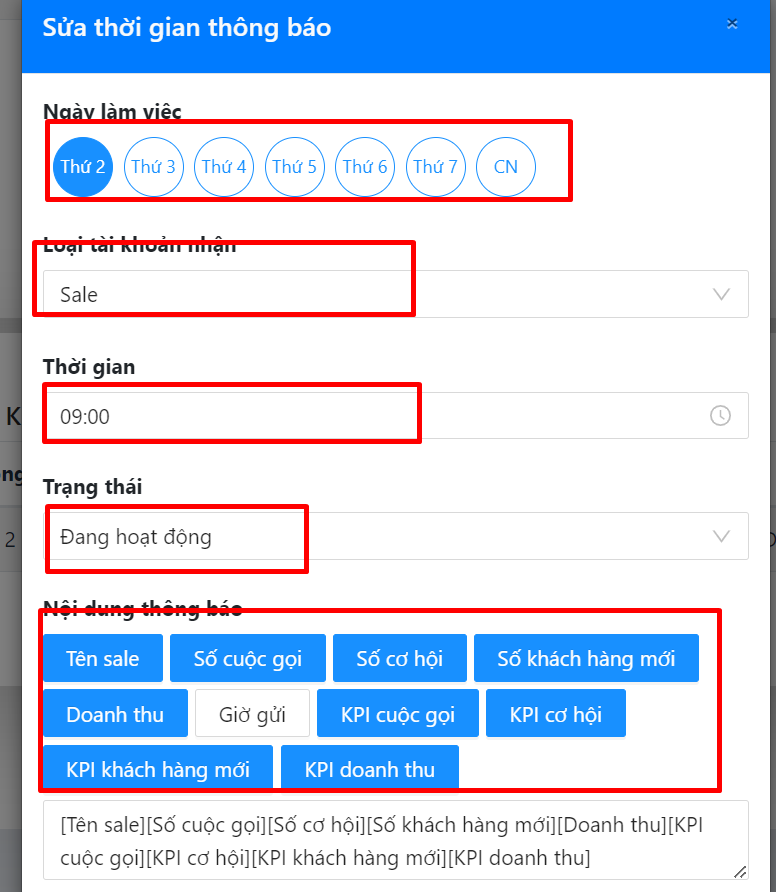 Sửa thời gian thông báo ×
Ngày làm việc
Thứ 2 Thứ 3 Thứ 4 Thứ 5 Thứ 6 Thứ 7 CN
Loại tài khoản nhận
Sale
Thời gian
K
09:00
ng
Trạng thái
2 Đang hoạt động
Nội dung thông báo
Tên sale Số cuộc gọi Số cơ hội Số khách hàng mới
Doanh thu Giờ gửi KPI cuộc gọi KPI cơ hội
KPI khách hàng mới KPI doanh thu
[Tên sale][Số cuộc gọi][Số cơ hội][Số khách hàng mới][Doanh thu][KPI
cuộc gọi][KPI cơ hội][KPI khách hàng mới][KPI doanh thu]